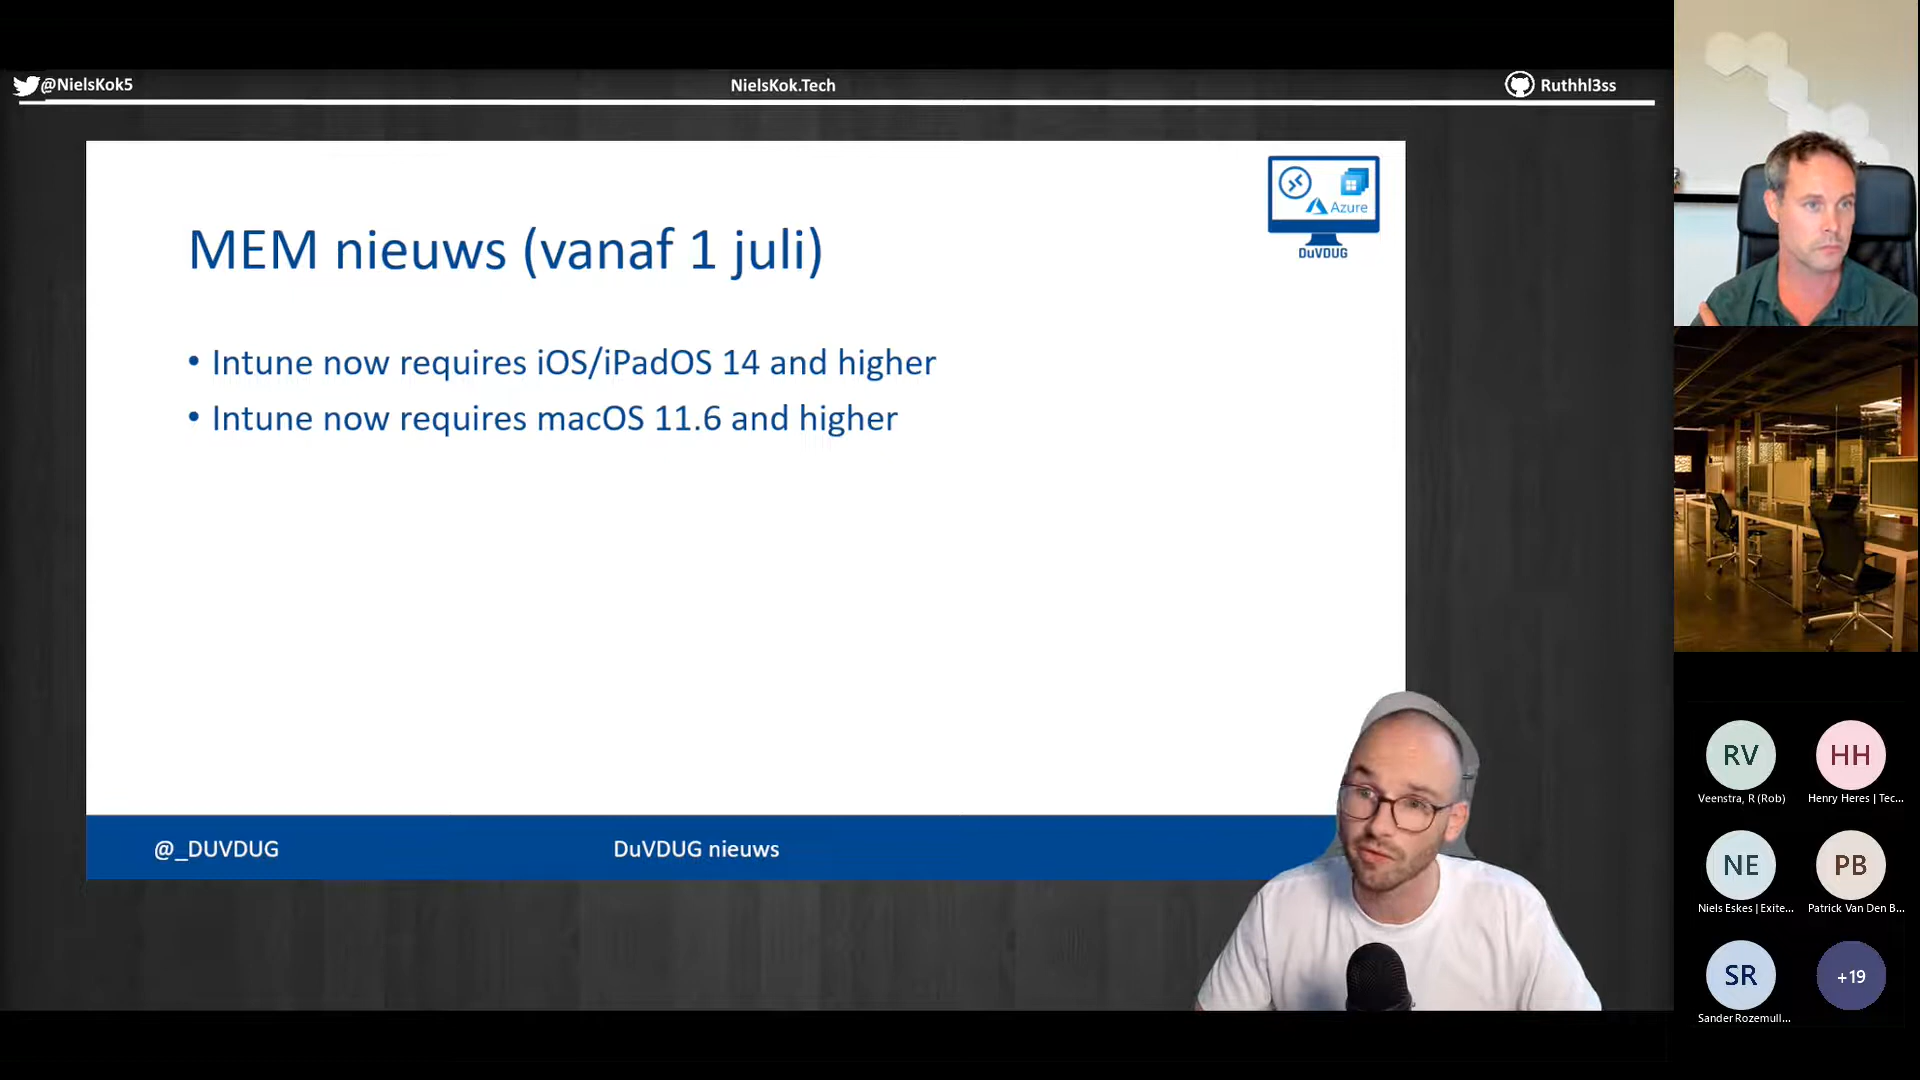 @NielsKok5
NielsKok.Tech
Ruthhl3ss
Azure
DuVDUG
MEM nieuws (vanaf 1 juli)
• Intune now requires iOS/iPadOS 14 and higher
• Intune now requires macOS 11.6 and higher
@_DUVDUG
DuVDUG nieuws
RV
Veenstra, R (Rob)
HH
Henry Heres | Tec...
NE
Niels Eskes | Exite...
PB
Patrick Van Den B...
SR
Sander Rozemull...
+19